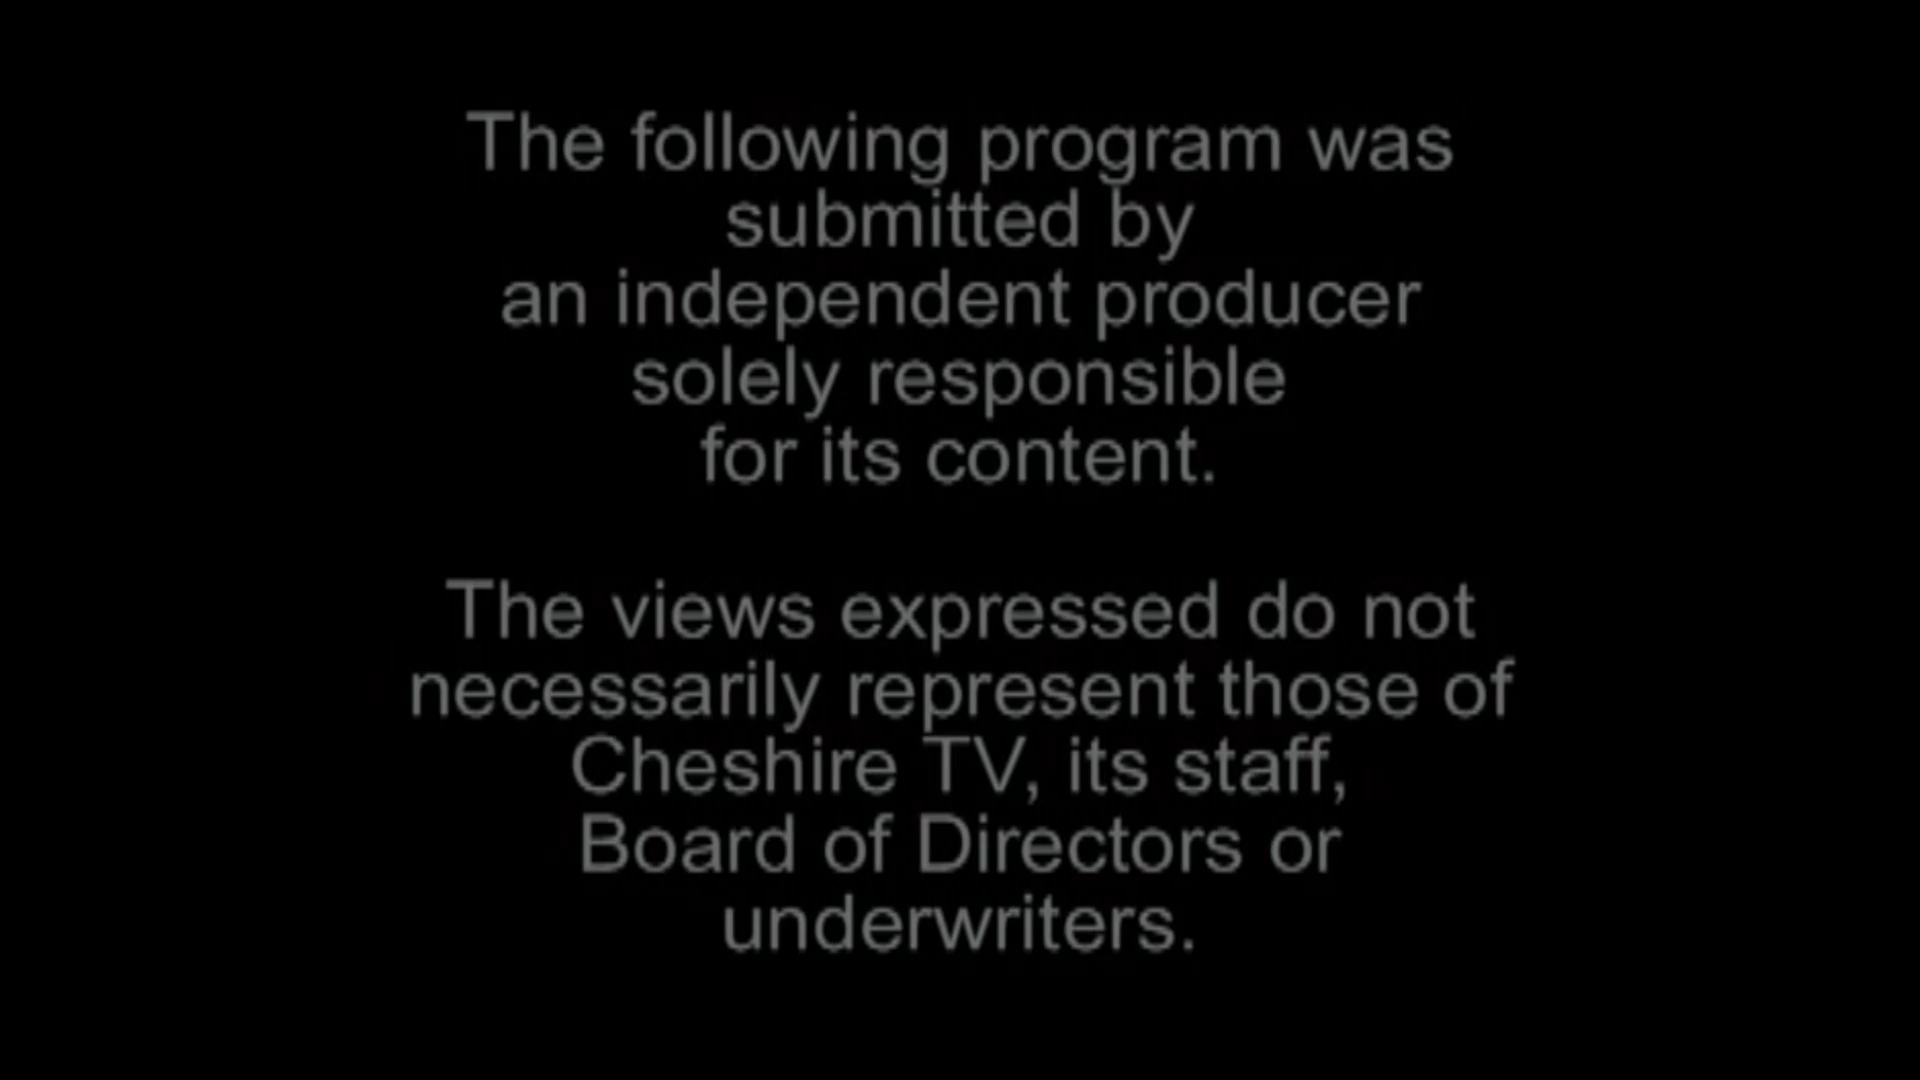 The following program was
submitted by
an independent producer
solely responsible
for its content.
The views expressed do not
necessarily represent those of
Cheshire TV, its staff,
Board of Directors or
underwriters.